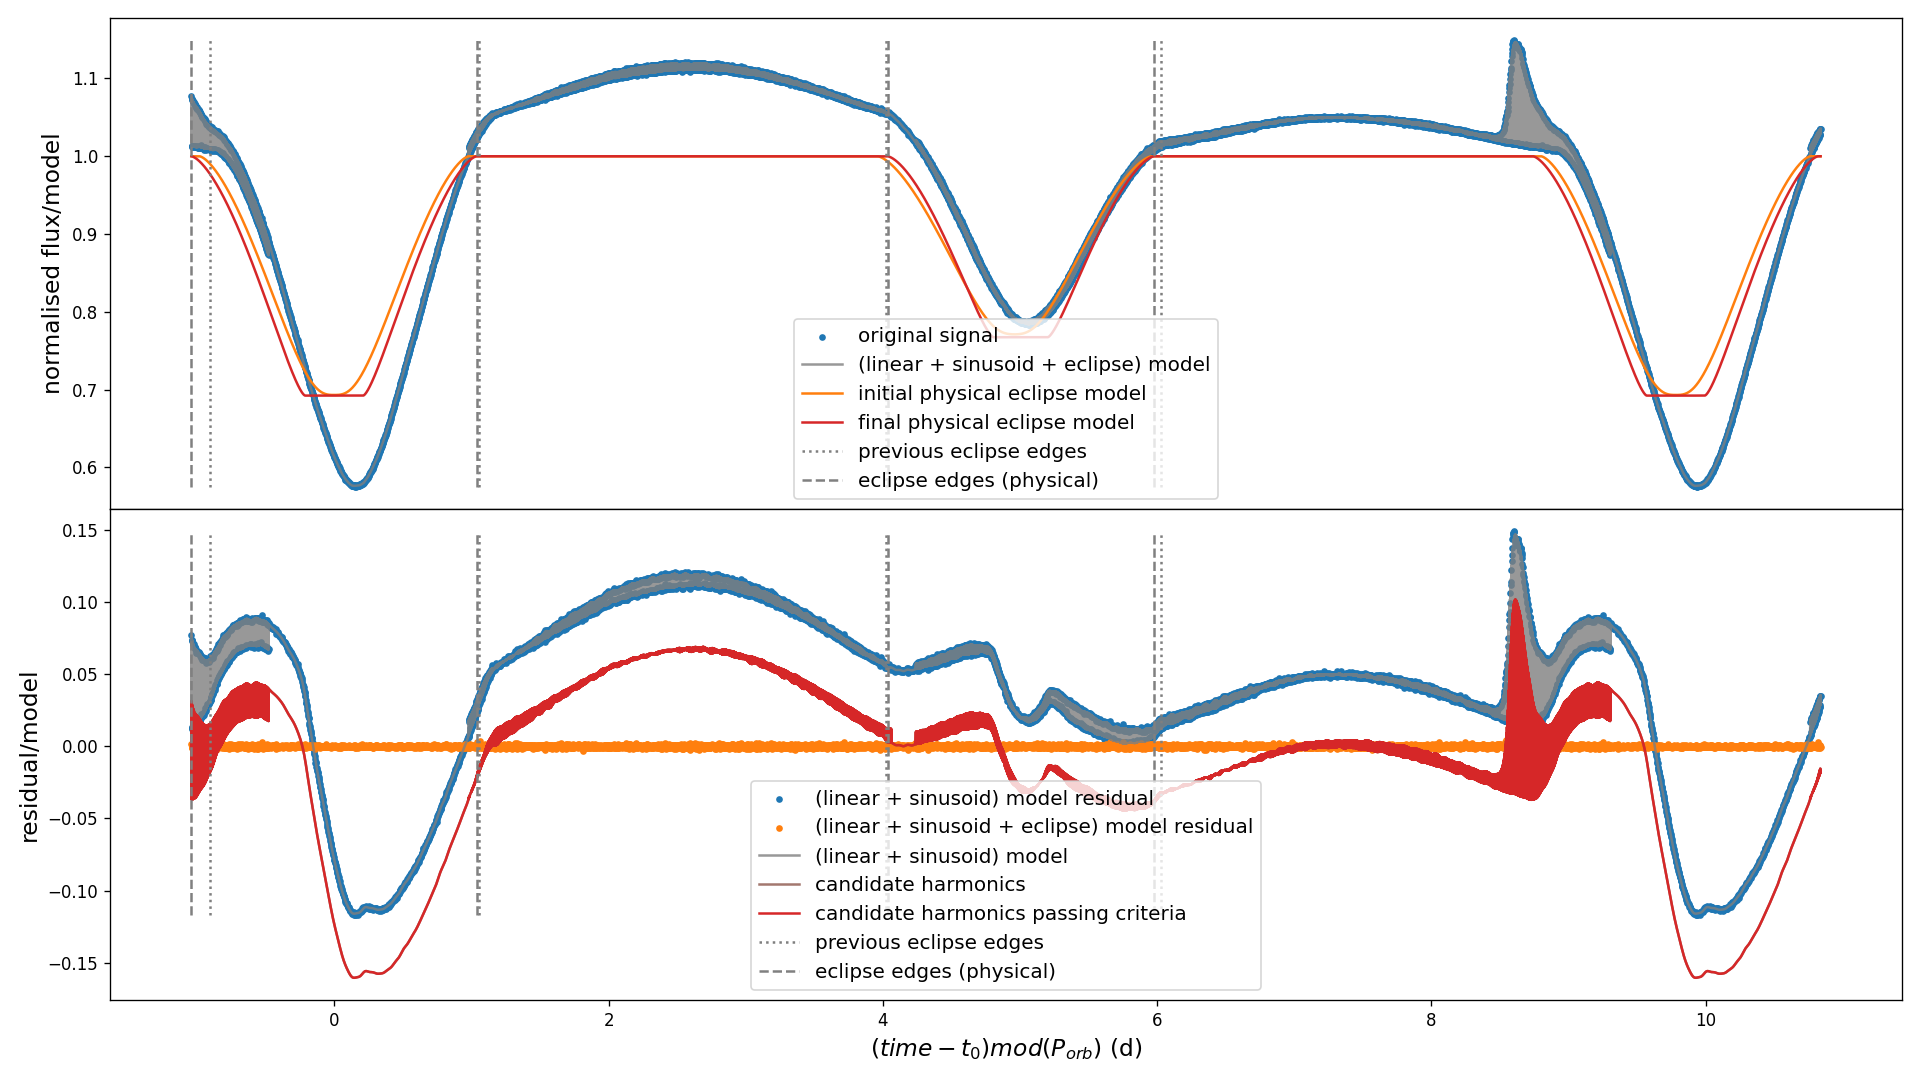 normalised flux/model
1.1
1.0
0.9
0.8
0.7
0.6
original signal
(linear + sinusoid + eclipse) model
initial physical eclipse model
final physical eclipse model
previous eclipse edges
eclipse edges (physical)
residual/model
0.15
0.10
0.05
0.00
−0.05
−0.10
−0.15
(linear + sinusoid) model residual
(linear + sinusoid + eclipse) model residual
(linear + sinusoid) model
candidate harmonics
candidate harmonics passing criteria
previous eclipse edges
eclipse edges (physical)
0 2 4 6 8 10
(time − t₀)mod(P_orb) (d)